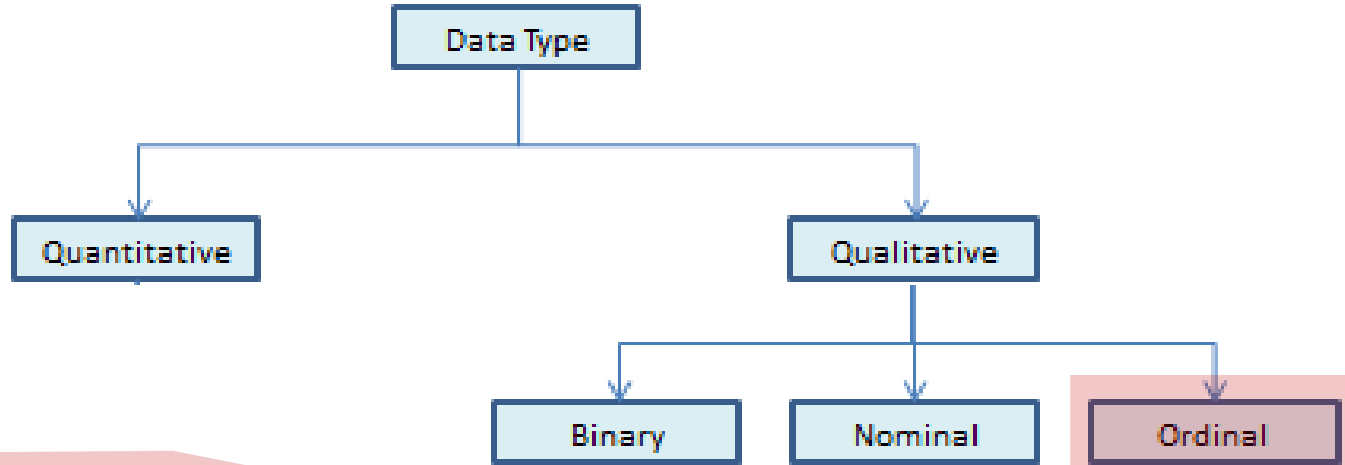 Data Type
Quantitative
Qualitative
Binary
Nominal
Ordinal